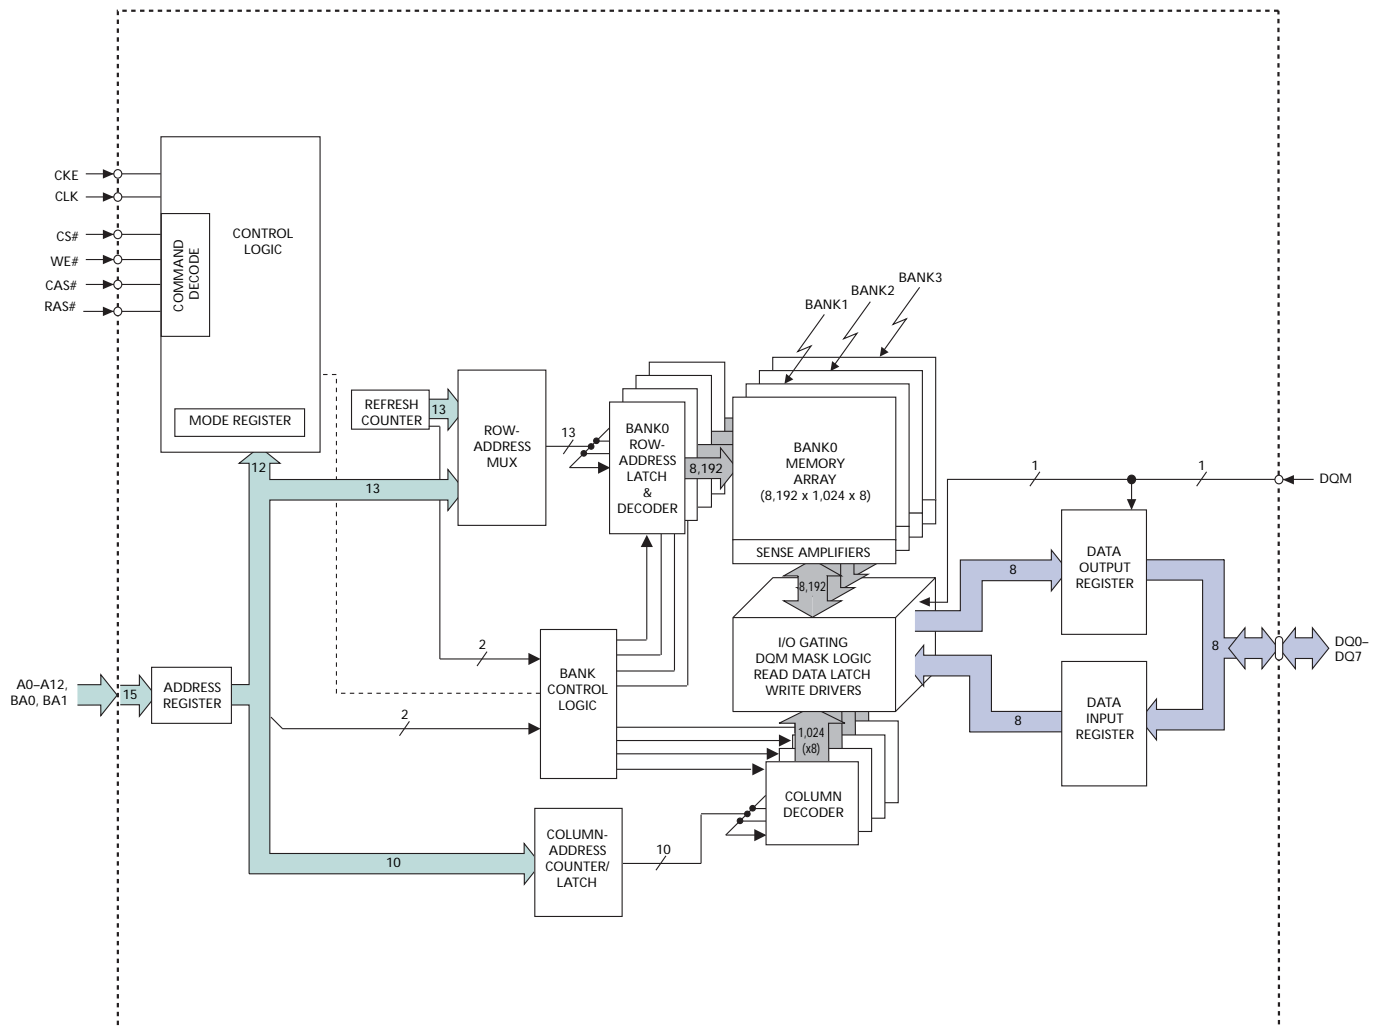 CKE
CLK
CS#
WE#
CAS#
RAS#
COMMAND
DECODE
CONTROL
LOGIC
MODE REGISTER
12
REFRESH
COUNTER
13
13
ROW-
ADDRESS
MUX
13
BANK0
ROW-
ADDRESS
LATCH
&
DECODER
8,192
BANK1
BANK2
BANK3
BANK0
MEMORY
ARRAY
(8,192 x 1,024 x 8)
SENSE AMPLIFIERS
8,192
I/O GATING
DQM MASK LOGIC
READ DATA LATCH
WRITE DRIVERS
1
1
DQM
8
DATA
OUTPUT
REGISTER
8
DQ0–
DQ7
8
DATA
INPUT
REGISTER
A0–A12,
BA0, BA1
15
ADDRESS
REGISTER
2
2
BANK
CONTROL
LOGIC
1,024
(x8)
COLUMN
DECODER
10
COLUMN-
ADDRESS
COUNTER/
LATCH
10